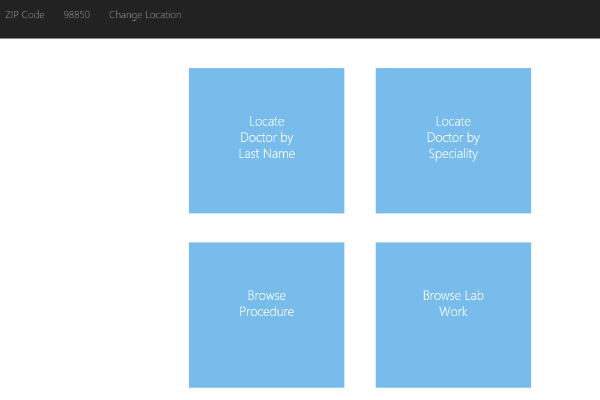 ZIP Code 98850 Change Location
Locate
Doctor by
Last Name
Locate
Doctor by
Speciality
Browse
Procedure
Browse Lab
Work